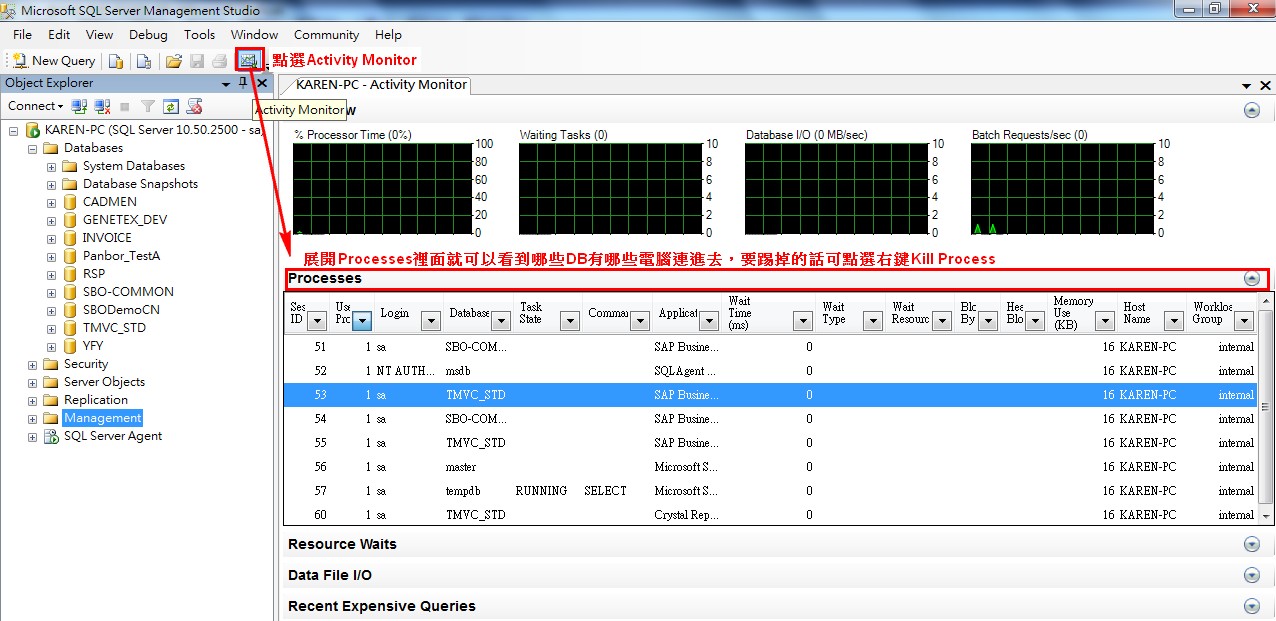 Microsoft SQL Server Management Studio
File Edit View Debug Tools Window Community Help
New Query
點選Activity Monitor
Object Explorer
KAREN-PC - Activity Monitor
Connect
Activity Monitor
w
KAREN-PC (SQL Server 10.50.2500 - sa)
Databases
System Databases
Database Snapshots
CADMEN
GENETEX_DEV
INVOICE
Panbor_TestA
RSP
SBO-COMMON
SBODemoCN
TMVC_STD
YFY
Security
Server Objects
Replication
Management
SQL Server Agent
% Processor Time (0%) Waiting Tasks (0) Database I/O (0 MB/sec) Batch Requests/sec (0)
100 10 10 10
80 8 8 8
60 6 6 6
40 4 4 4
20 2 2 2
0 0 0 0
展開Processes裡面就可以看到哪些DB有哪些電腦連進去，要踢掉的話可點選右鍵Kill Process
Processes
Ses ID Use Prc Login Database Task State Comma Applicat Wait Time (ms) Wait Type Wait Resourc Blc By Hea Blo Memory Use (KB) Host Name Workloa Group
51 1 sa SBO-COM... SAP Busine... 0 16 KAREN-PC internal
52 1 NT AUTH... msdb SQLAgent ... 0 16 KAREN-PC internal
53 1 sa TMVC_STD SAP Busine... 0 16 KAREN-PC internal
54 1 sa SBO-COM... SAP Busine... 0 16 KAREN-PC internal
55 1 sa TMVC_STD SAP Busine... 0 16 KAREN-PC internal
56 1 sa master Microsoft S... 0 16 KAREN-PC internal
57 1 sa tempdb RUNNING SELECT Microsoft S... 0 16 KAREN-PC internal
60 1 sa TMVC_STD Crystal Rep... 0 16 KAREN-PC internal
Resource Waits
Data File I/O
Recent Expensive Queries